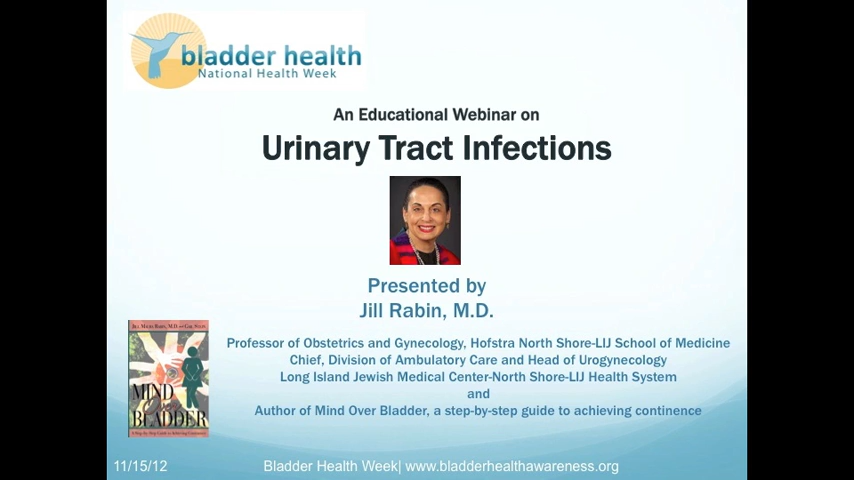 bladder health
National Health Week
An Educational Webinar on
Urinary Tract Infections
Presented by
Jill Rabin, M.D.
Professor of Obstetrics and Gynecology, Hofstra North Shore-LIJ School of Medicine
Chief, Division of Ambulatory Care and Head of Urogynecology
Long Island Jewish Medical Center-North Shore-LIJ Health System
and
Author of Mind Over Bladder, a step-by-step guide to achieving continence
MIND
Over
BLADDER
11/15/12
Bladder Health Week| www.bladderhealthawareness.org